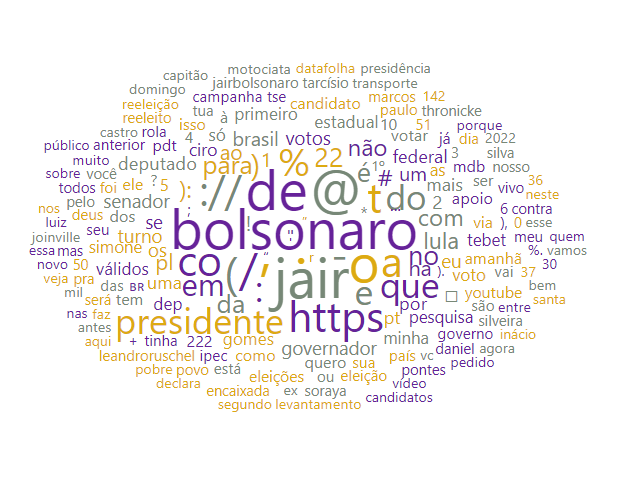 motociata datafolha presidência
capitão
jairbolsonaro tarcísio transporte
domingo
campanha tse candidato marcos 142
reeleição tua à primeiro paulo thronicke
reeleito isso estadual 10 51 porque
castro rola 4 só brasil votos votar já dia 2022
público anterior pdt ciro ao não federal 3 silva
muito deputado para ) 1 % 22 é 1º mdb nosso
sobre você # um as ser vivo 36
todos foi ele ? 5 ): :// de @ t do mais apoio neste
pelo senador 2 6 contra
nos deus dos ; ! * com via ), 0 esse
joinville seu se bolsonaro lula tebet meu quem
essa mas simone turno os " ; no eu amanhã %. vamos
novo 50 válidos pl co ( / ' jair _ o a há ). voto vai 37 30
veja pra uma em : e que □ youtube bem
mil das ʙʀ dep da por são entre santa
será tem presidente https pt pesquisa silveira
nas faz governo inácio
antes + tinha 222 gomes governador minha daniel agora
aqui leandroruschel ipec como quero sua país vc pontes pedido
pobre povo está eleições ou eleição vídeo
declara encaixada ex soraya candidatos
segundo levantamento
luiz
r